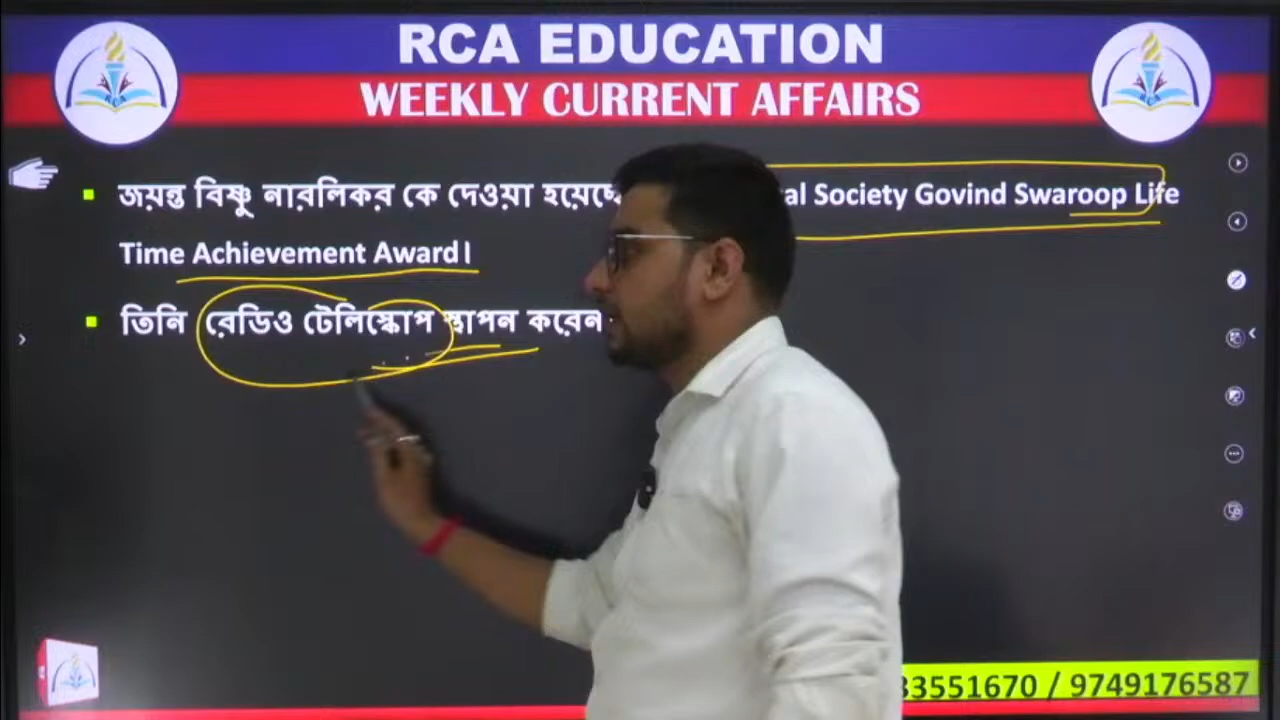 RCA EDUCATION
WEEKLY CURRENT AFFAIRS
জয়ন্ত বিষ্ণু নারলিকর কে দেওয়া হয়েছে Society Govind Swaroop Life
Time Achievement Award।
তিনি রেডিও টেলিস্কোপ স্থাপন করেন
33551670 / 9749176587